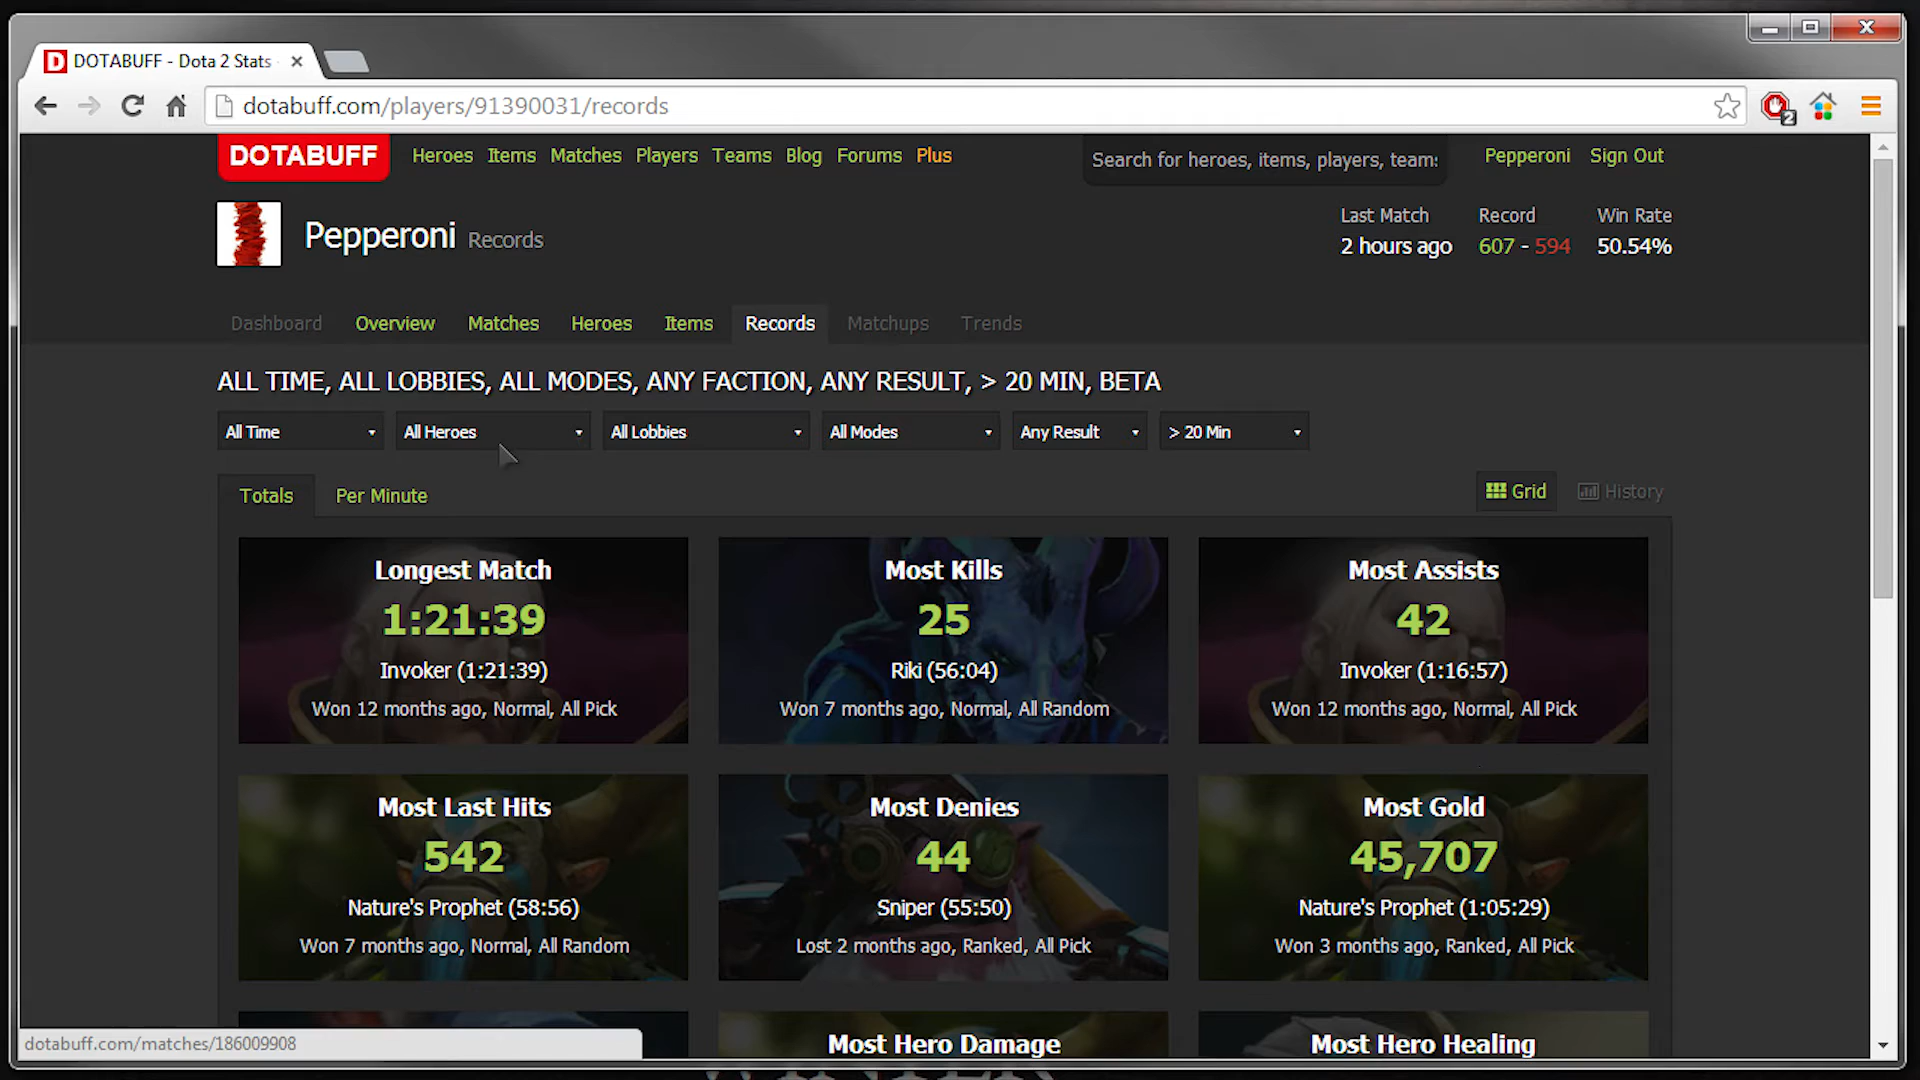 DOTABUFF - Dota 2 Stats
dotabuff.com/players/91390031/records
2
DOTABUFF Heroes Items Matches Players Teams Blog Forums Plus Search for heroes, items, players, teams Pepperoni Sign Out
Pepperoni Records
Last Match Record Win Rate
2 hours ago 607 - 594 50.54%
Dashboard Overview Matches Heroes Items Records Matchups Trends
ALL TIME, ALL LOBBIES, ALL MODES, ANY FACTION, ANY RESULT, > 20 MIN, BETA
All Time All Heroes All Lobbies All Modes Any Result > 20 Min
Totals Per Minute Grid History
Longest Match
1:21:39
Invoker (1:21:39)
Won 12 months ago, Normal, All Pick
Most Kills
25
Riki (56:04)
Won 7 months ago, Normal, All Random
Most Assists
42
Invoker (1:16:57)
Won 12 months ago, Normal, All Pick
Most Last Hits
542
Nature's Prophet (58:56)
Won 7 months ago, Normal, All Random
Most Denies
44
Sniper (55:50)
Lost 2 months ago, Ranked, All Pick
Most Gold
45,707
Nature's Prophet (1:05:29)
Won 3 months ago, Ranked, All Pick
Most Hero Damage
Most Hero Healing
dotabuff.com/matches/186009908